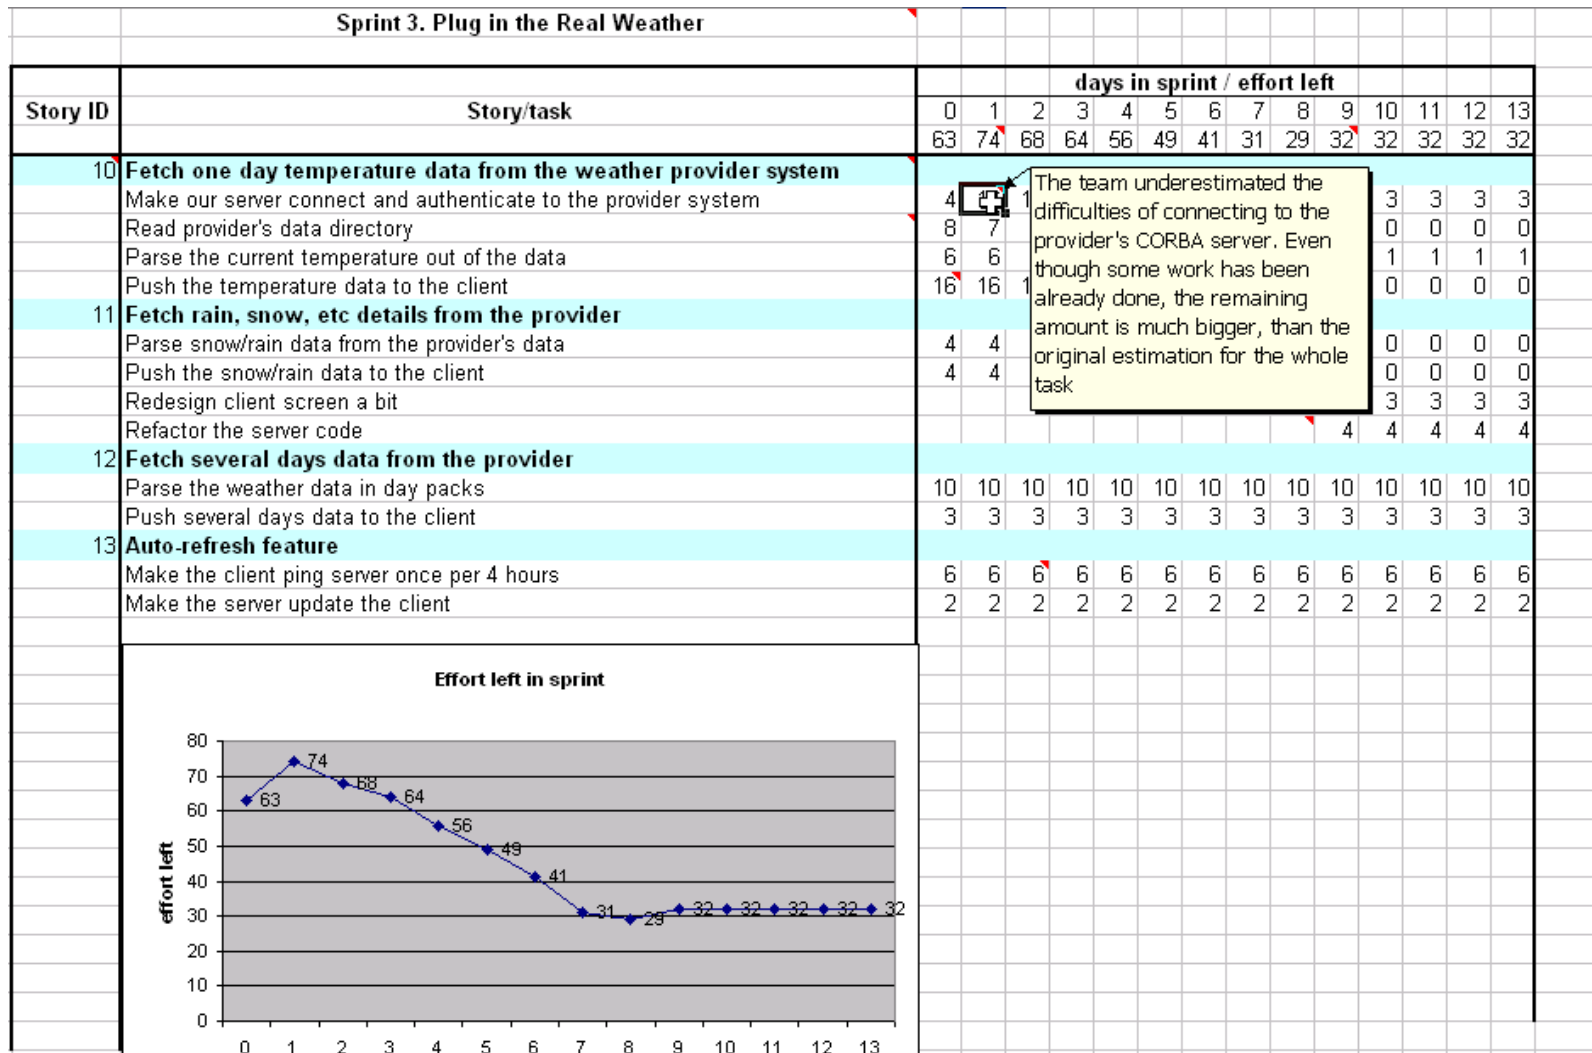 Sprint 3. Plug in the Real Weather
days in sprint / effort left
Story ID Story/task 0 1 2 3 4 5 6 7 8 9 10 11 12 13
63 74 68 64 56 49 41 31 29 32 32 32 32 32
10 Fetch one day temperature data from the weather provider system
Make our server connect and authenticate to the provider system 4 3 3 3 3
Read provider's data directory 8 7 0 0 0 0
Parse the current temperature out of the data 6 6 1 1 1 1
Push the temperature data to the client 16 16 0 0 0 0
The team underestimated the
difficulties of connecting to the
provider's CORBA server. Even
though some work has been
already done, the remaining
amount is much bigger, than the
original estimation for the whole
task
11 Fetch rain, snow, etc details from the provider
Parse snow/rain data from the provider's data 4 4 0 0 0 0
Push the snow/rain data to the client 4 4 0 0 0 0
Redesign client screen a bit 3 3 3 3
Refactor the server code 4 4 4 4 4
12 Fetch several days data from the provider
Parse the weather data in day packs 10 10 10 10 10 10 10 10 10 10 10 10 10 10
Push several days data to the client 3 3 3 3 3 3 3 3 3 3 3 3 3 3
13 Auto-refresh feature
Make the client ping server once per 4 hours 6 6 6 6 6 6 6 6 6 6 6 6 6 6
Make the server update the client 2 2 2 2 2 2 2 2 2 2 2 2 2 2
Effort left in sprint
effort left
80
70
60
50
40
30
20
10
0
63 74 68 64 56 49 41 31 29 32 32 32 32 32
0 1 2 3 4 5 6 7 8 9 10 11 12 13